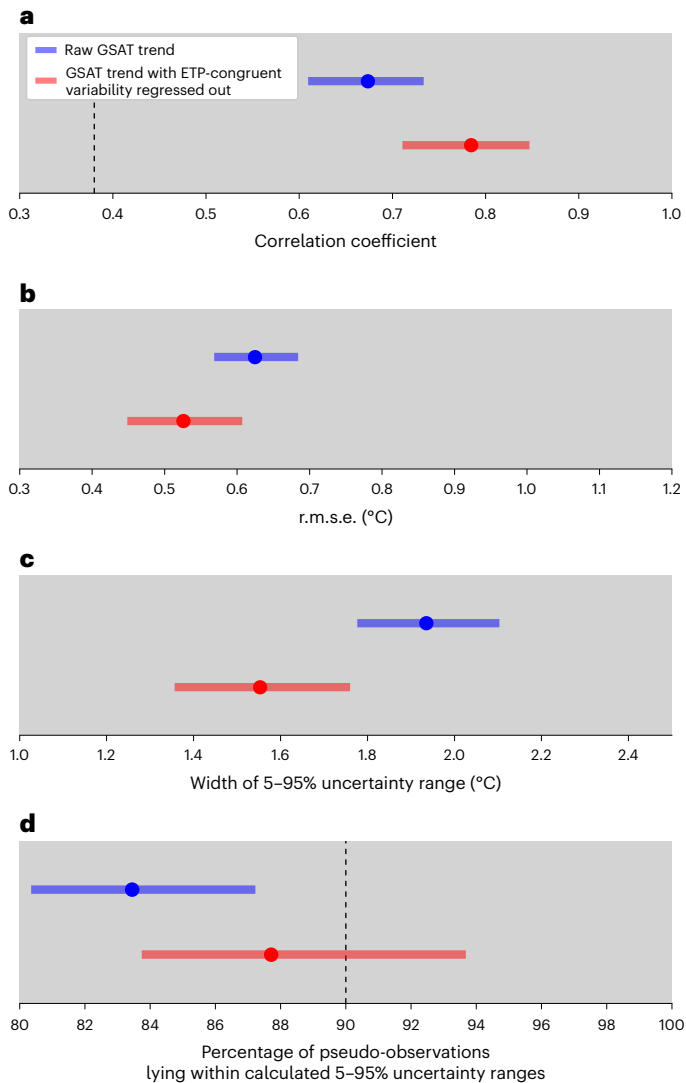 a
Raw GSAT trend
GSAT trend with ETP-congruent
variability regressed out
0.3 0.4 0.5 0.6 0.7 0.8 0.9 1.0
Correlation coefficient
b
0.3 0.4 0.5 0.6 0.7 0.8 0.9 1.0 1.1 1.2
r.m.s.e. (°C)
c
1.0 1.2 1.4 1.6 1.8 2.0 2.2 2.4
Width of 5–95% uncertainty range (°C)
d
80 82 84 86 88 90 92 94 96 98 100
Percentage of pseudo-observations
lying within calculated 5–95% uncertainty ranges